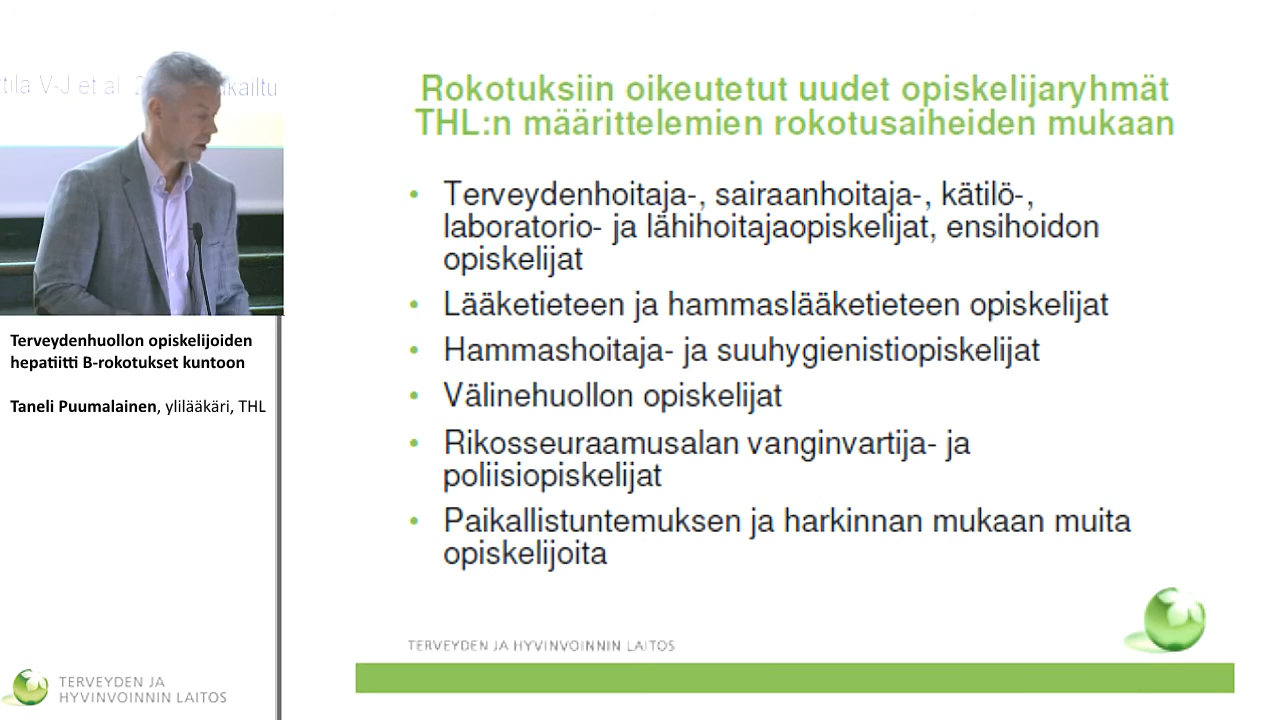 V-J et al
Terveydenhuollon opiskelijoiden
hepatiitti B-rokotukset kuntoon
Taneli Puumalainen, ylilääkäri, THL
TERVEYDEN JA
HYVINVOINNIN LAITOS
Rokotuksiin oikeutetut uudet opiskelijaryhmät
THL:n määrittelemien rokotusaiheiden mukaan
• Terveydenhoitaja-, sairaanhoitaja-, kätilö-,
laboratorio- ja lähihoitajaopiskelijat, ensihoidon
opiskelijat
• Lääketieteen ja hammaslääketieteen opiskelijat
• Hammashoitaja- ja suuhygienistiopiskelijat
• Välinehuollon opiskelijat
• Rikosseuraamusalan vanginvartija- ja
poliisiopiskelijat
• Paikallistuntemuksen ja harkinnan mukaan muita
opiskelijoita
TERVEYDEN JA HYVINVOINNIN LAITOS